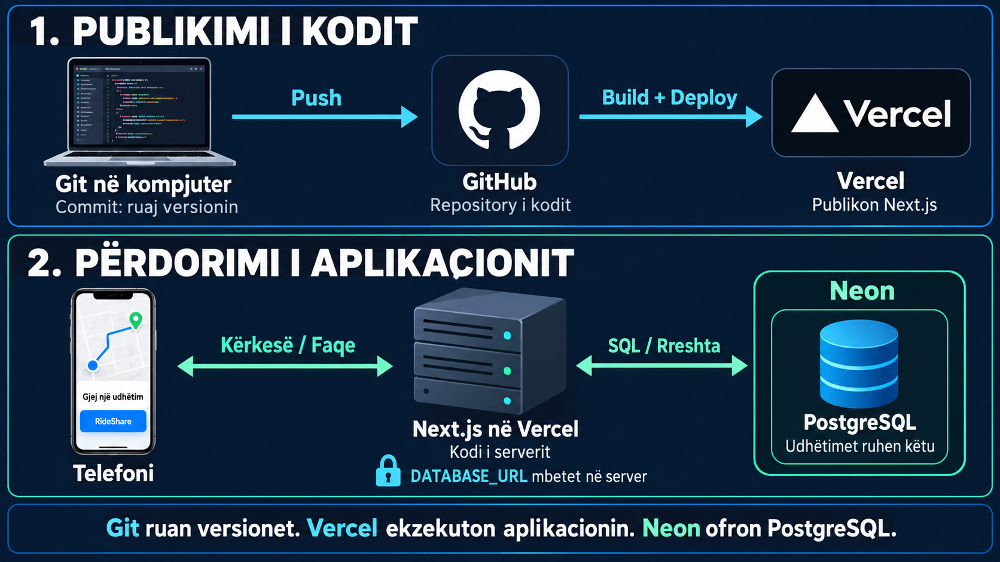 1. PUBLIKIMI I KODIT
Push
Build + Deploy
Vercel
Git në kompjuter
Commit: ruaj versionin
GitHub
Repository i kodit
Vercel
Publikon Next.js
2. PËRDORIMI I APLIKAÇIONIT
Gjej një udhëtim
RideShare
Telefoni
Kërkesë / Faqe
Next.js në Vercel
Kodi i serverit
DATABASE_URL mbetet në server
SQL / Rreshta
Neon
PostgreSQL
Udhëtimet ruhen këtu
Git ruan versionet. Vercel ekzekuton aplikacionin. Neon ofron PostgreSQL.